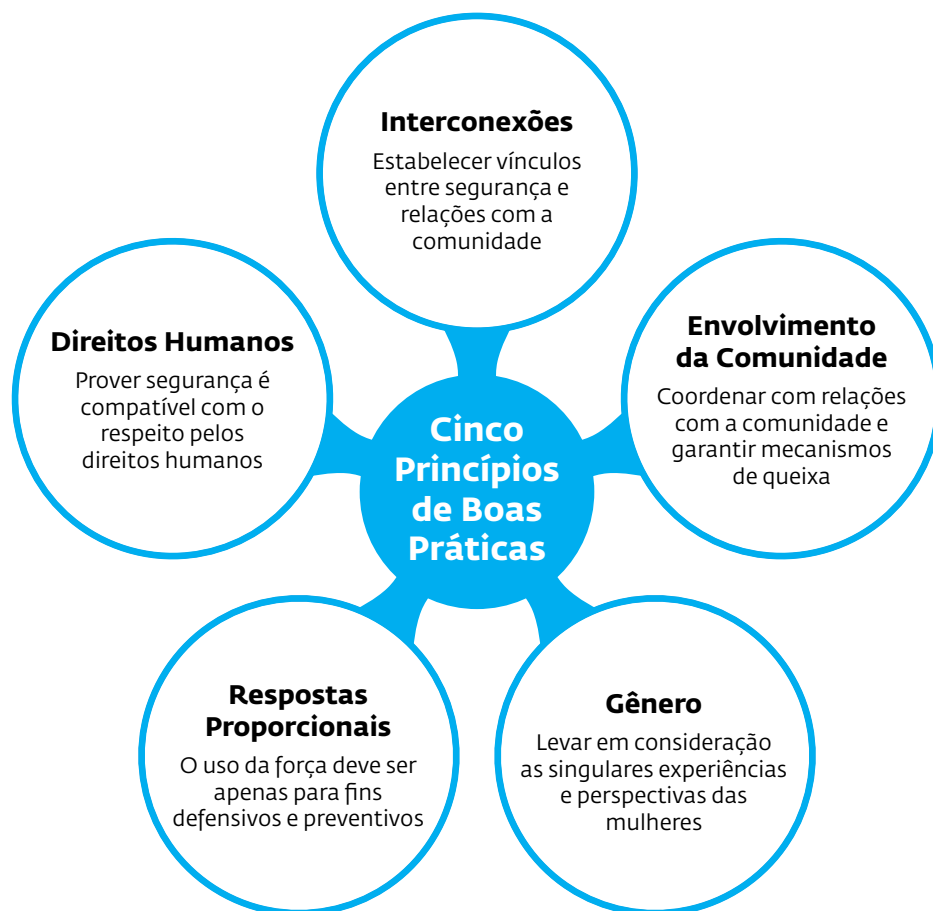 Interconexões
Estabelecer vínculos
entre segurança e
relações com a
comunidade
Direitos Humanos
Prover segurança é
compatível com o
respeito pelos
direitos humanos
Envolvimento
da Comunidade
Coordenar com relações
com a comunidade e
garantir mecanismos
de queixa
Cinco
Princípios
de Boas
Práticas
Respostas
Proporcionais
O uso da força deve ser
apenas para fins
defensivos e preventivos
Gênero
Levar em consideração
as singulares experiências
e perspectivas das
mulheres